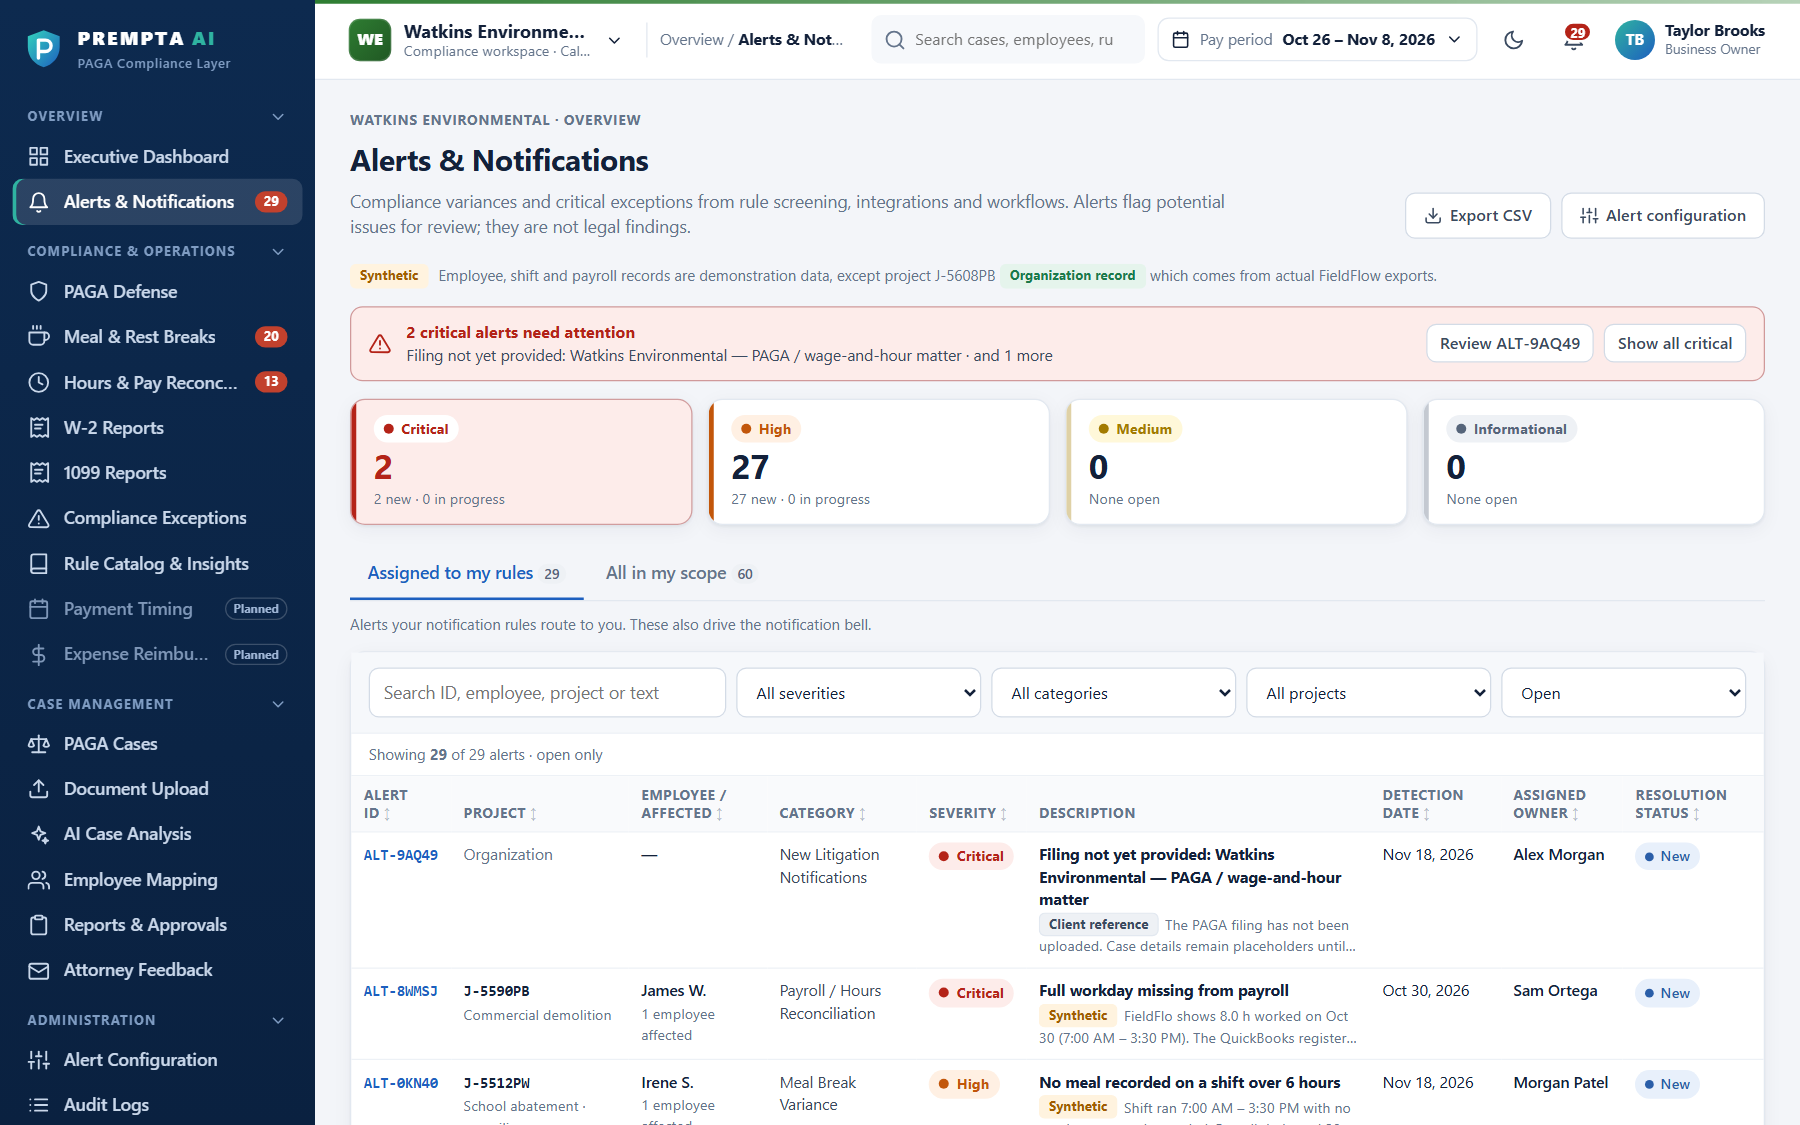 PREMPTA AI
PAGA Compliance Layer
OVERVIEW
Executive Dashboard
Alerts & Notifications 29
COMPLIANCE & OPERATIONS
PAGA Defense
Meal & Rest Breaks 20
Hours & Pay Reconc... 13
W-2 Reports
1099 Reports
Compliance Exceptions
Rule Catalog & Insights
Payment Timing Planned
Expense Reimbu... Planned
CASE MANAGEMENT
PAGA Cases
Document Upload
AI Case Analysis
Employee Mapping
Reports & Approvals
Attorney Feedback
ADMINISTRATION
Alert Configuration
Audit Logs
WE
Watkins Environme...
Compliance workspace · Cal...
Overview / Alerts & Not...
Search cases, employees, ru
Pay period Oct 26 – Nov 8, 2026
29
TB
Taylor Brooks
Business Owner
WATKINS ENVIRONMENTAL · OVERVIEW
Alerts & Notifications
Compliance variances and critical exceptions from rule screening, integrations and workflows. Alerts flag potential
issues for review; they are not legal findings.
Export CSV
Alert configuration
Synthetic Employee, shift and payroll records are demonstration data, except project J-5608PB Organization record which comes from actual FieldFlow exports.
2 critical alerts need attention
Filing not yet provided: Watkins Environmental — PAGA / wage-and-hour matter · and 1 more
Review ALT-9AQ49
Show all critical
Critical
2
2 new · 0 in progress
High
27
27 new · 0 in progress
Medium
0
None open
Informational
0
None open
Assigned to my rules 29
All in my scope 60
Alerts your notification rules route to you. These also drive the notification bell.
Search ID, employee, project or text
All severities
All categories
All projects
Open
Showing 29 of 29 alerts · open only
ALERT ID
PROJECT
EMPLOYEE / AFFECTED
CATEGORY
SEVERITY
DESCRIPTION
DETECTION DATE
ASSIGNED OWNER
RESOLUTION STATUS
ALT-9AQ49
Organization
—
New Litigation
Notifications
Critical
Filing not yet provided: Watkins
Environmental — PAGA / wage-and-hour
matter
Client reference The PAGA filing has not been
uploaded. Case details remain placeholders until...
Nov 18, 2026
Alex Morgan
New
ALT-8WMSJ
J-5590PB
Commercial demolition
James W.
1 employee
affected
Payroll / Hours
Reconciliation
Critical
Full workday missing from payroll
Synthetic FieldFlo shows 8.0 h worked on Oct
30 (7:00 AM – 3:30 PM). The QuickBooks register...
Oct 30, 2026
Sam Ortega
New
ALT-0KN40
J-5512PW
School abatement ·
Irene S.
1 employee
Meal Break
Variance
High
No meal recorded on a shift over 6 hours
Synthetic Shift ran 7:00 AM – 3:30 PM with no
Nov 18, 2026
Morgan Patel
New